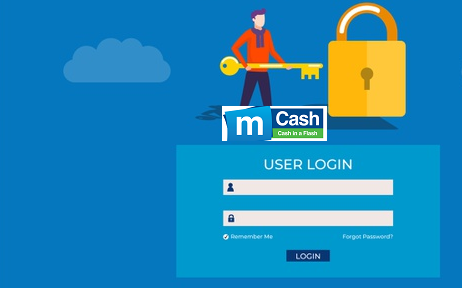 m
Cash
Cash in a Flash
USER LOGIN
Remember Me
Forgot Password?
LOGIN